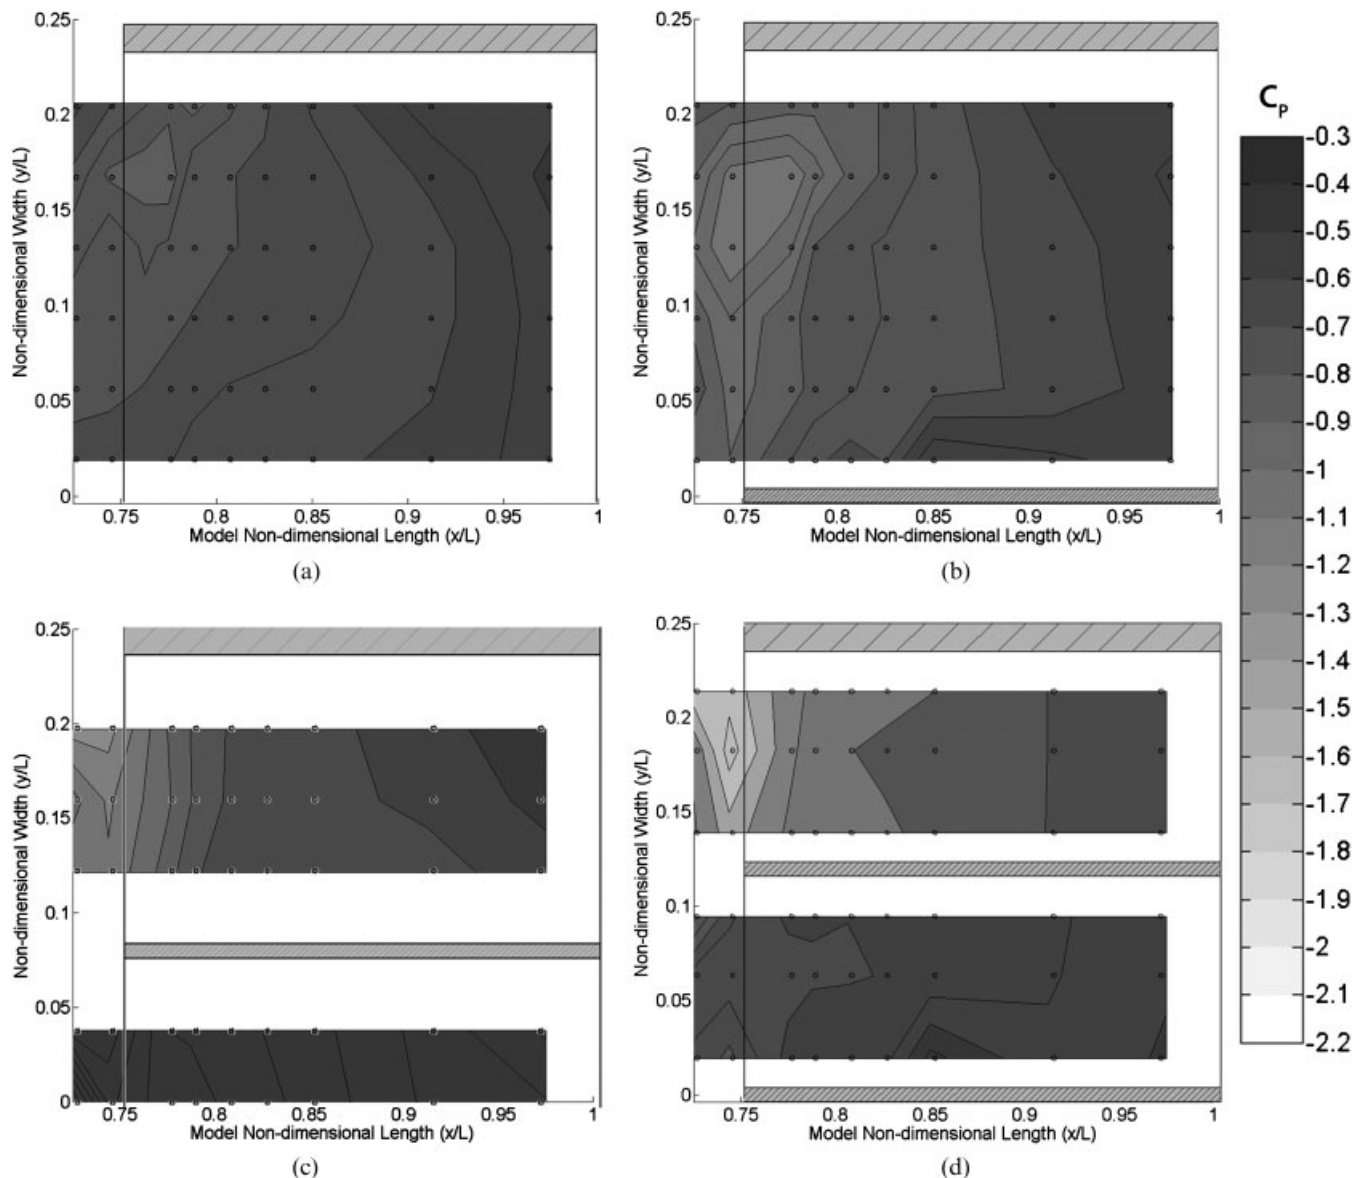 0.25
0.2
0.15
0.1
0.05
0
Non-dimensional Width (y/L)
0.75 0.8 0.85 0.9 0.95 1
Model Non-dimensional Length (x/L)
(a)
0.25
0.2
0.15
0.1
0.05
0
Non-dimensional Width (y/L)
0.75 0.8 0.85 0.9 0.95 1
Model Non-dimensional Length (x/L)
(b)
CP
-0.3
-0.4
-0.5
-0.6
-0.7
-0.8
-0.9
-1
-1.1
-1.2
-1.3
-1.4
-1.5
-1.6
-1.7
-1.8
-1.9
-2
-2.1
-2.2
0.25
0.2
0.15
0.1
0.05
0
Non-dimensional Width (y/L)
0.75 0.8 0.85 0.9 0.95 1
Model Non-dimensional Length (x/L)
(c)
0.25
0.2
0.15
0.1
0.05
0
Non-dimensional Width (y/L)
0.75 0.8 0.85 0.9 0.95 1
Model Non-dimensional Length (x/L)
(d)